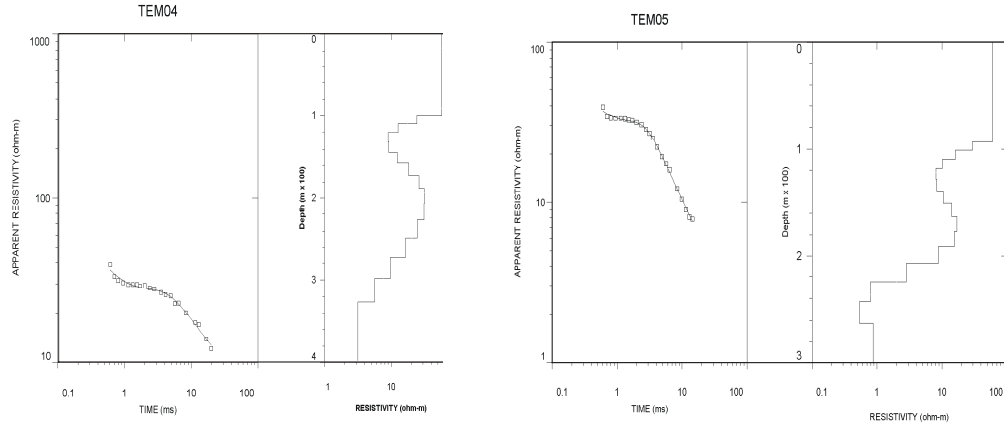 TEM04
1000
100
10
APPARENT RESISTIVITY (ohm-m)
0.1
1
10
100
TIME (ms)
0
1
2
3
4
Depth (m x 100)
1
10
RESISTIVITY (ohm-m)
TEM05
100
10
1
APPARENT RESISTIVITY (ohm-m)
0.1
1
10
100
TIME (ms)
0
1
2
3
Depth (m x 100)
0.1
1
10
100
RESISTIVITY (ohm-m)